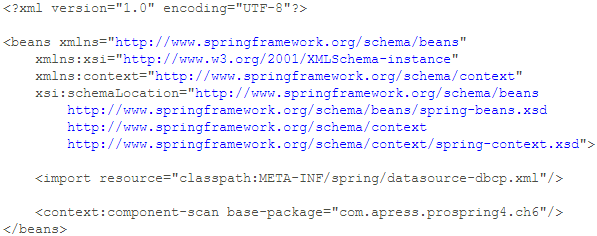 <?xml version="1.0" encoding="UTF-8"?>
<beans xmlns="http://www.springframework.org/schema/beans"
xmlns:xsi="http://www.w3.org/2001/XMLSchema-instance"
xmlns:context="http://www.springframework.org/schema/context"
xsi:schemaLocation="http://www.springframework.org/schema/beans
http://www.springframework.org/schema/beans/spring-beans.xsd
http://www.springframework.org/schema/context
http://www.springframework.org/schema/context/spring-context.xsd">
<import resource="classpath:META-INF/spring/datasource-dbcp.xml"/>
<context:component-scan base-package="com.apress.prospring4.ch6"/>
</beans>